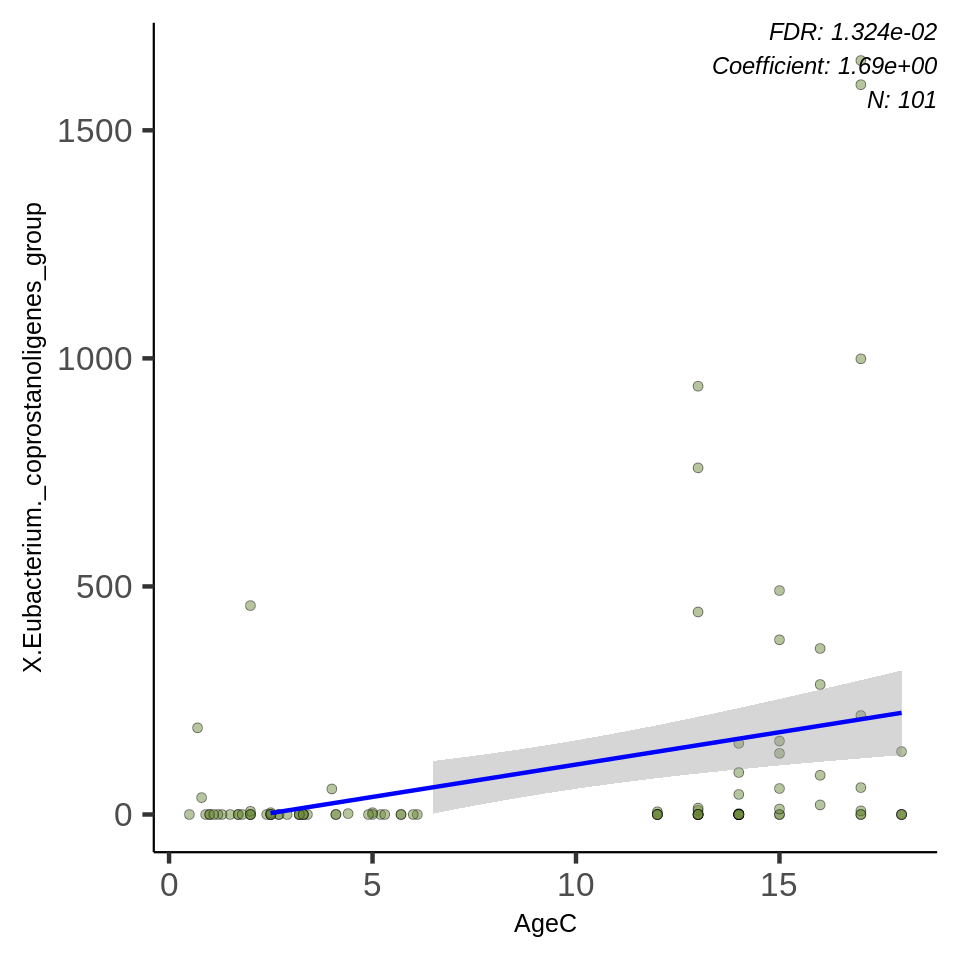 FDR: 1.324e-02
Coefficient: 1.69e+00
N: 101
1500
1000
500
0
X.Eubacterium._coprostanoligenes_group
0 5 10 15
AgeC